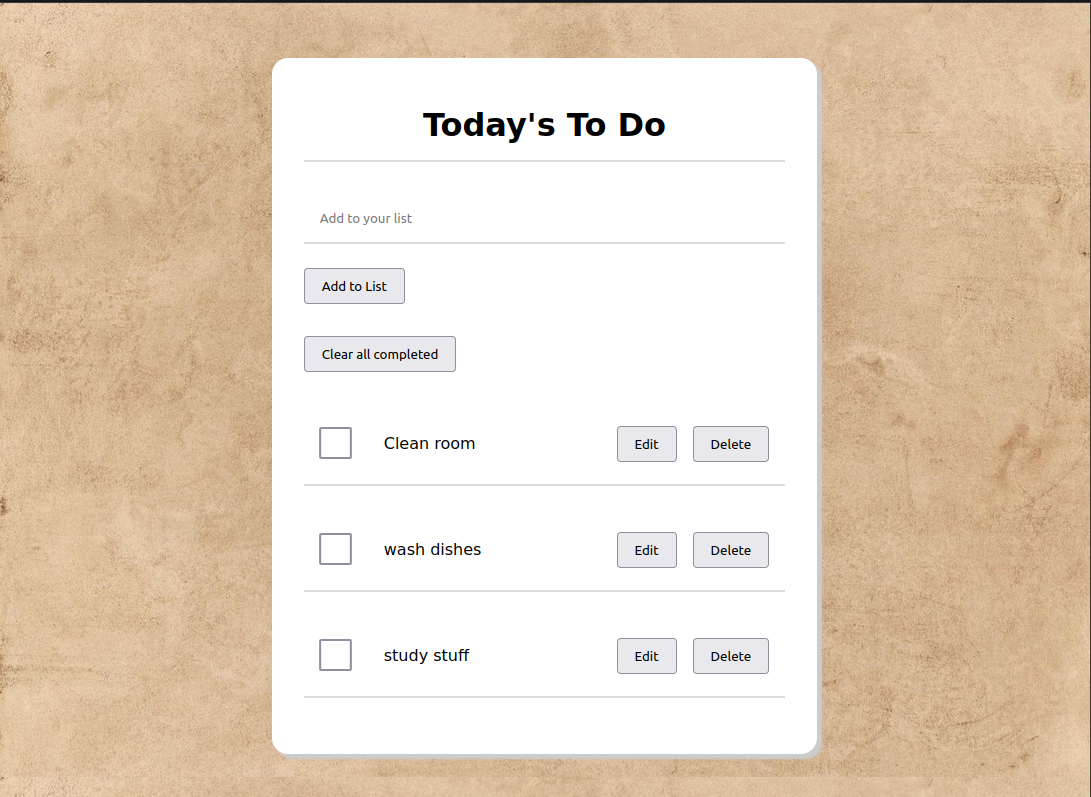 Today's To Do
Add to your list
Add to List
Clear all completed
Clean room Edit Delete
wash dishes Edit Delete
study stuff Edit Delete